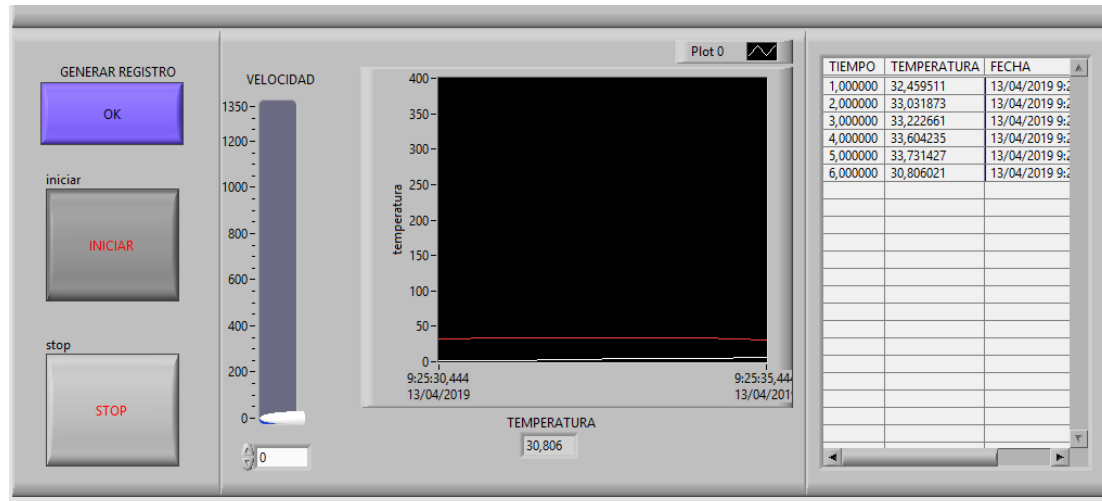 GENERAR REGISTRO
OK
iniciar
INICIAR
stop
STOP
VELOCIDAD
1350
1200
1000
800
600
400
200
0
0
Plot 0
temperatura
400
350
300
250
200
150
100
50
0
9:25:30,444 9:25:35,44
13/04/2019 13/04/201
TEMPERATURA
30,806
TIEMPO TEMPERATURA FECHA
1,000000 32,459511 13/04/2019 9:2
2,000000 33,031873 13/04/2019 9:2
3,000000 33,222661 13/04/2019 9:2
4,000000 33,604235 13/04/2019 9:2
5,000000 33,731427 13/04/2019 9:2
6,000000 30,806021 13/04/2019 9:2